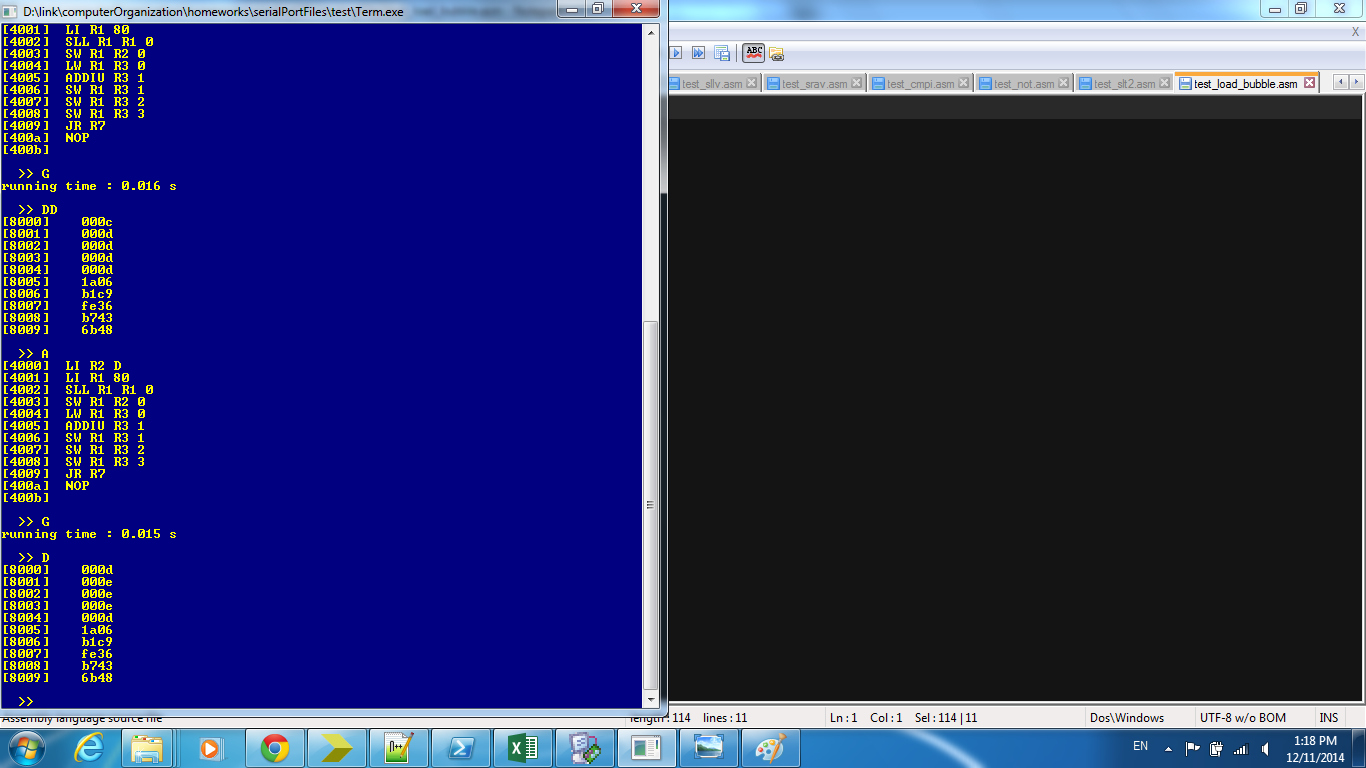 D:\link\computerOrganization\homeworks\serialPortFiles\test\Term.exe
[4001] LI R1 80
[4002] SLL R1 R1 0
[4003] SW R1 R2 0
[4004] LW R1 R3 0
[4005] ADDIU R3 1
[4006] SW R1 R3 1
[4007] SW R1 R3 2
[4008] SW R1 R3 3
[4009] JR R7
[400a] NOP
[400b]
>> G
running time : 0.016 s
>> DD
[8000] 000c
[8001] 000d
[8002] 000d
[8003] 000d
[8004] 000d
[8005] 1a06
[8006] b1c9
[8007] fe36
[8008] b743
[8009] 6b48
>> A
[4000] LI R2 D
[4001] LI R1 80
[4002] SLL R1 R1 0
[4003] SW R1 R2 0
[4004] LW R1 R3 0
[4005] ADDIU R3 1
[4006] SW R1 R3 1
[4007] SW R1 R3 2
[4008] SW R1 R3 3
[4009] JR R7
[400a] NOP
[400b]
>> G
running time : 0.015 s
>> D
[8000] 000d
[8001] 000e
[8002] 000e
[8003] 000e
[8004] 000d
[8005] 1a06
[8006] b1c9
[8007] fe36
[8008] b743
[8009] 6b48
>>
X
ABC
test_sllv.asm test_srav.asm test_cmpi.asm test_not.asm test_slt2.asm test_load_bubble.asm
Assembly language source file length : 114 lines : 11 Ln : 1 Col : 1 Sel : 114 | 11 Dos\Windows UTF-8 w/o BOM INS
EN
1:18 PM
12/11/2014